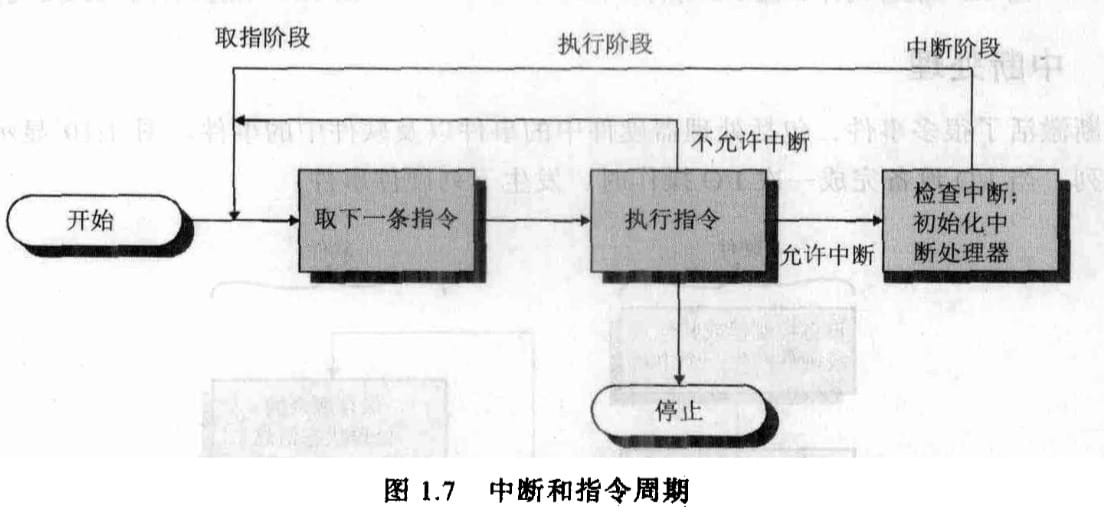 取指阶段
执行阶段
中断阶段
不允许中断
开始
取下一条指令
执行指令
允许中断
检查中断；
初始化中
断处理器
停止
图 1.7 中断和指令周期